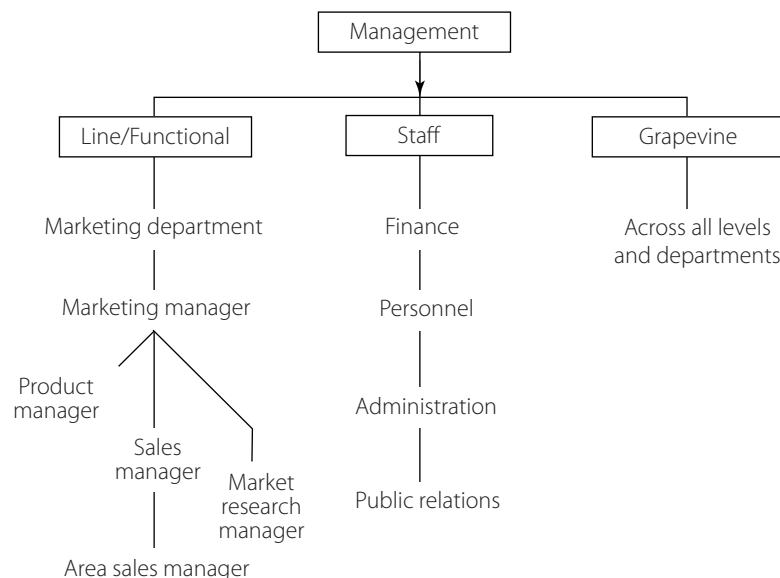 Management
Line/Functional
Staff
Grapevine
Marketing department
Finance
Across all levels
and departments
Marketing manager
Personnel
Product
manager
Administration
Sales
manager
Market
research
manager
Public relations
Area sales manager